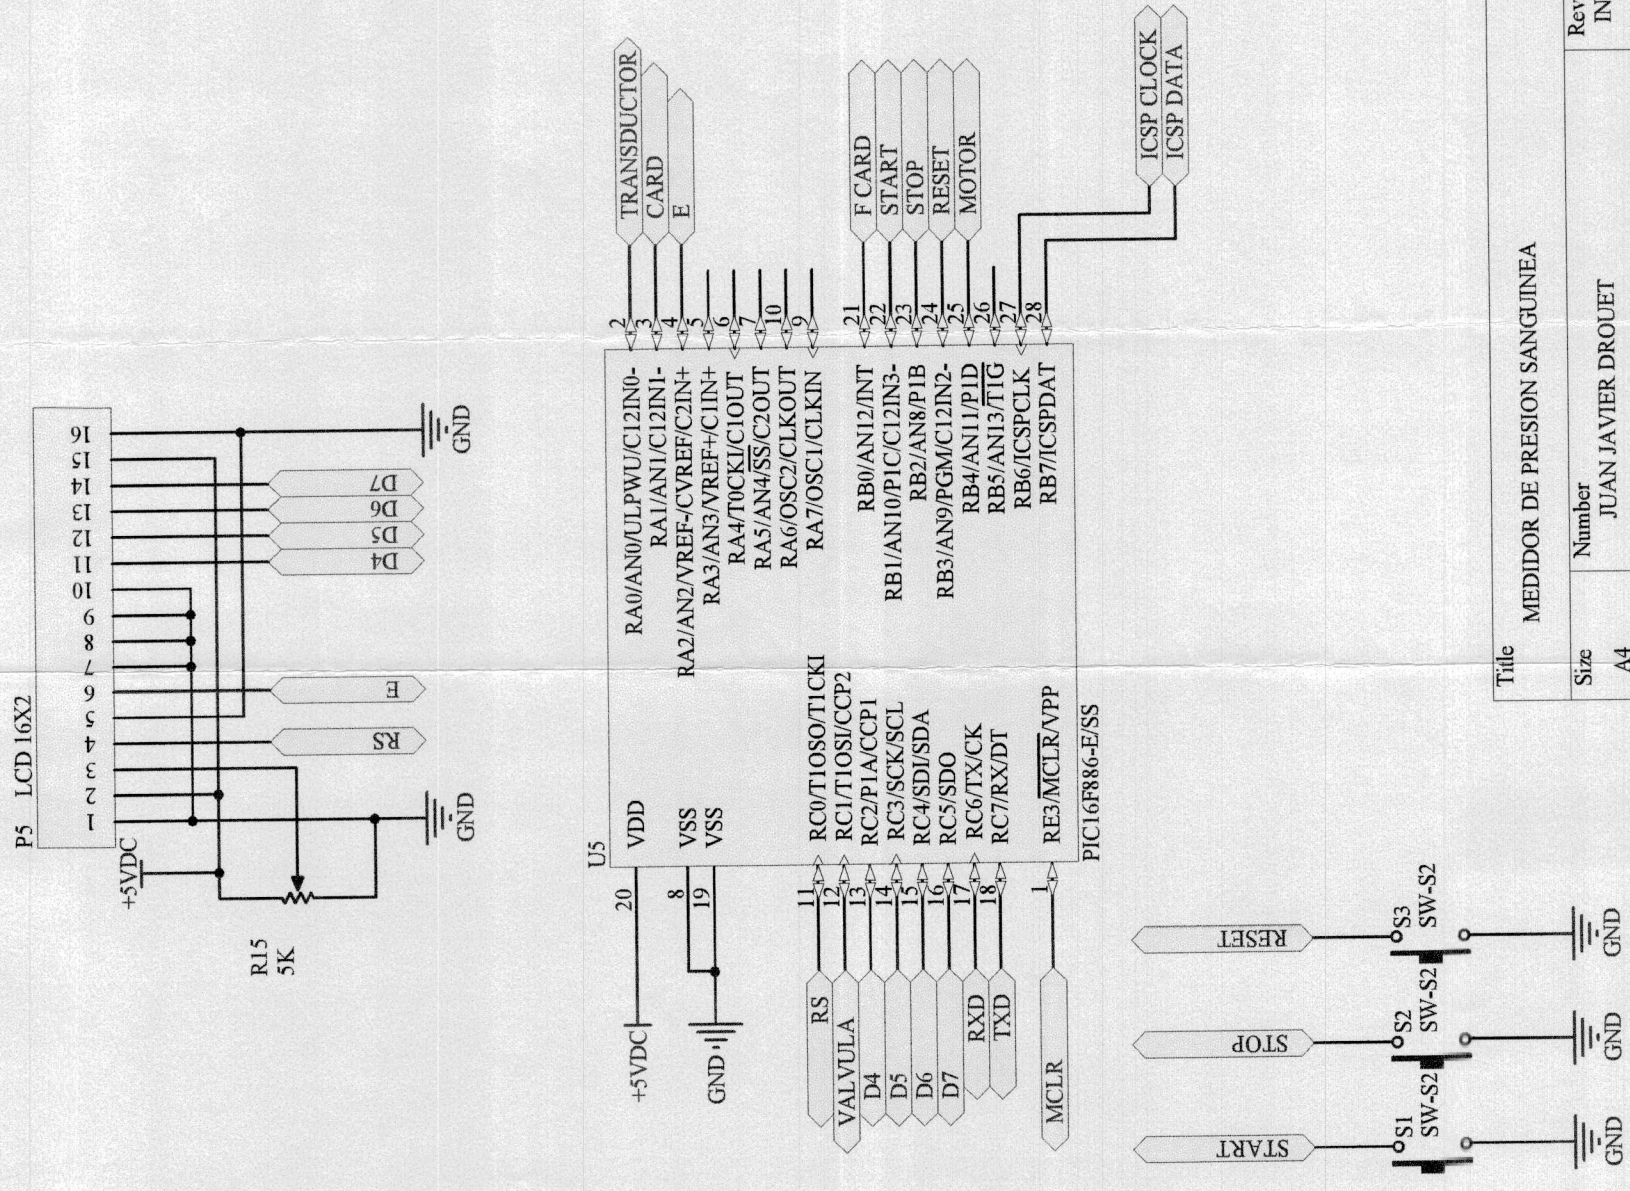 P5
LCD 16X2
1
2
3
4
5
6
7
8
9
10
11
12
13
14
15
16
+5VDC
RS
E
D4
D5
D6
D7
GND
GND
R15
5K
U5
+5VDC
20
VDD
GND
8
VSS
19
VSS
RS
11
RC0/T1OSO/T1CKI
VALVULA
12
RC1/T1OSI/CCP2
D4
13
RC2/P1A/CCP1
D5
14
RC3/SCK/SCL
D6
15
RC4/SDI/SDA
D7
16
RC5/SDO
RXD
17
RC6/TX/CK
TXD
18
RC7/RX/DT
MCLR
1
RE3/MCLR/VPP
PIC16F886-E/SS
RA0/AN0/ULPWU/C12IN0-
2
TRANSDUCTOR
RA1/AN1/C12IN1-
3
CARD
RA2/AN2/VREF-/CVREF/C2IN+
4
E
RA3/AN3/VREF+/C1IN+
5
RA4/T0CKI/C1OUT
6
RA5/AN4/SS/C2OUT
7
RA6/OSC2/CLKOUT
10
RA7/OSC1/CLKIN
9
RB0/AN12/INT
21
F CARD
RB1/AN10/P1C/C12IN3-
22
START
RB2/AN8/P1B
23
STOP
RB3/AN9/PGM/C12IN2-
24
RESET
RB4/AN11/P1D
25
MOTOR
RB5/AN13/T1G
26
RB6/ICSPCLK
27
ICSP CLOCK
RB7/ICSPDAT
28
ICSP DATA
START
S1
SW-S2
GND
STOP
S2
SW-S2
GND
RESET
S3
SW-S2
GND
Title
MEDIDOR DE PRESION SANGUINEA
Size
A4
Number
JUAN JAVIER DROUET
Rev
IN